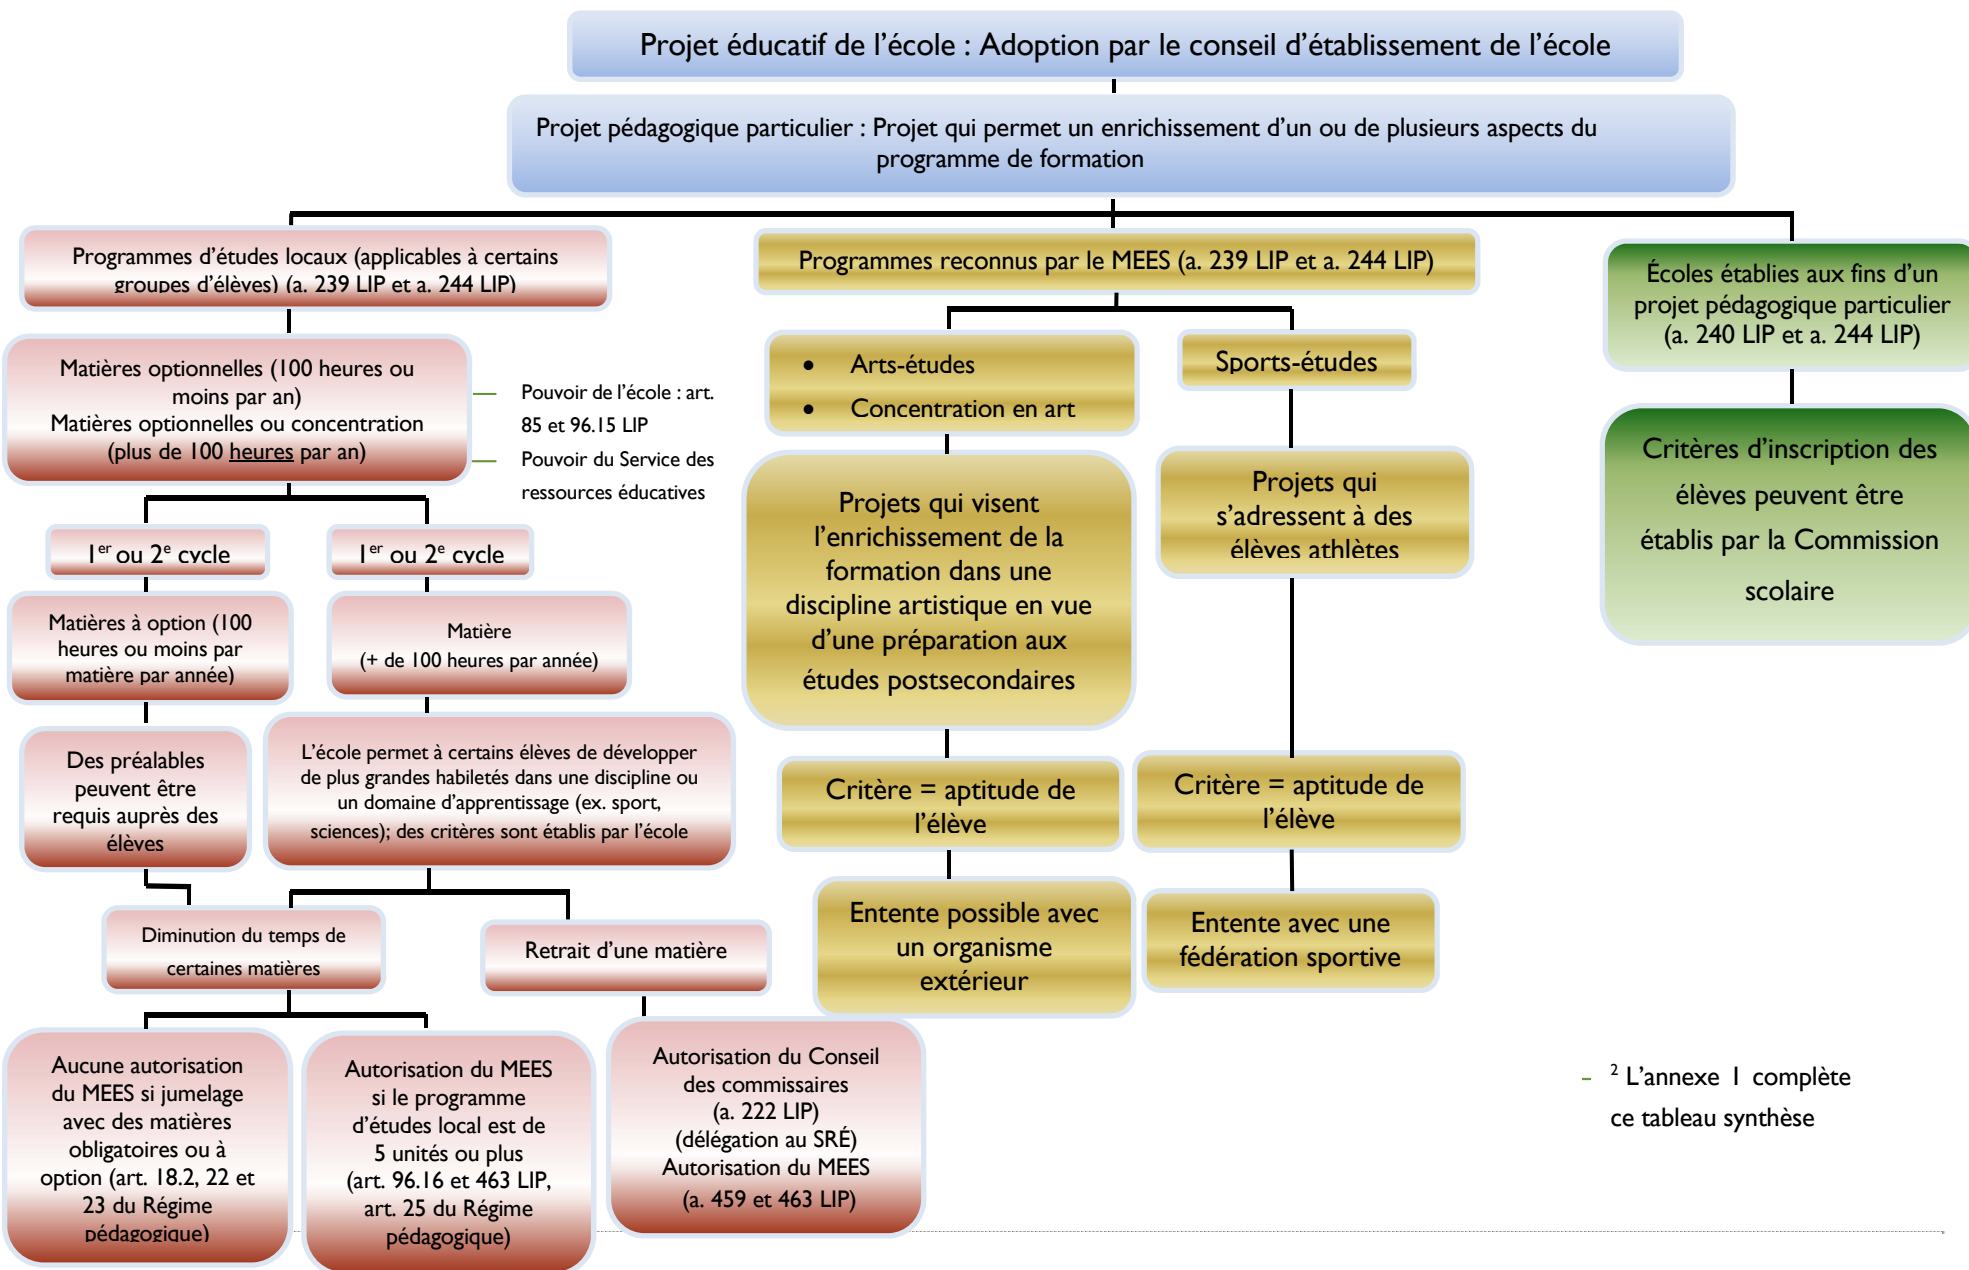 Projet éducatif de l’école : Adoption par le conseil d’établissement de l’école
Projet pédagogique particulier : Projet qui permet un enrichissement d’un ou de plusieurs aspects du
programme de formation
Programmes d’études locaux (applicables à certains
groupes d’élèves) (a. 239 LIP et a. 244 LIP)
Matières optionnelles (100 heures ou
moins par an)
Matières optionnelles ou concentration
(plus de 100 heures par an)
Pouvoir de l’école : art.
85 et 96.15 LIP
Pouvoir du Service des
ressources éducatives
1er ou 2e cycle
Matières à option (100
heures ou moins par
matière par année)
Des préalables
peuvent être
requis auprès des
élèves
1er ou 2e cycle
Matière
(+ de 100 heures par année)
L’école permet à certains élèves de développer
de plus grandes habiletés dans une discipline ou
un domaine d’apprentissage (ex. sport,
sciences); des critères sont établis par l’école
Diminution du temps de
certaines matières
Retrait d’une matière
Aucune autorisation
du MEES si jumelage
avec des matières
obligatoires ou à
option (art. 18.2, 22 et
23 du Régime
pédagogique)
Autorisation du MEES
si le programme
d’études local est de
5 unités ou plus
(art. 96.16 et 463 LIP,
art. 25 du Régime
pédagogique)
Autorisation du Conseil
des commissaires
(a. 222 LIP)
(délégation au SRÉ)
Autorisation du MEES
(a. 459 et 463 LIP)
Programmes reconnus par le MEES (a. 239 LIP et a. 244 LIP)
• Arts-études
• Concentration en art
Projets qui visent
l’enrichissement de la
formation dans une
discipline artistique en vue
d’une préparation aux
études postsecondaires
Critère = aptitude de
l’élève
Entente possible avec
un organisme
extérieur
Sports-études
Projets qui
s’adressent à des
élèves athlètes
Critère = aptitude de
l’élève
Entente avec une
fédération sportive
Écoles établies aux fins d’un
projet pédagogique particulier
(a. 240 LIP et a. 244 LIP)
Critères d’inscription des
élèves peuvent être
établis par la Commission
scolaire
- 2 L’annexe 1 complète
ce tableau synthèse